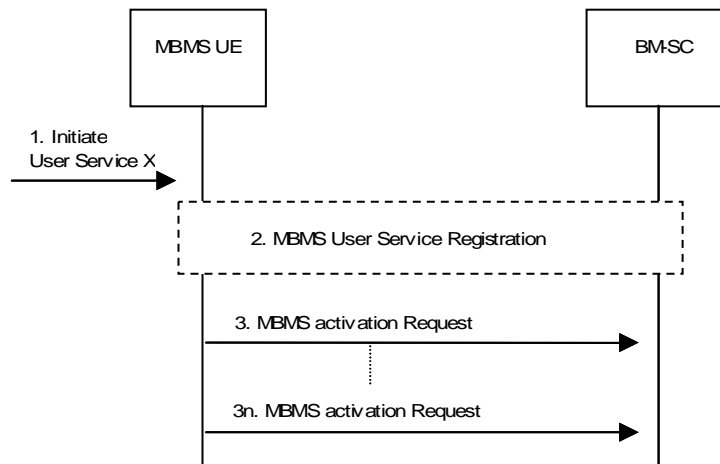 MBMS UE
BM-SC
1. Initiate
User Service X
2. MBMS User Service Registration
3. MBMS activation Request
3n. MBMS activation Request